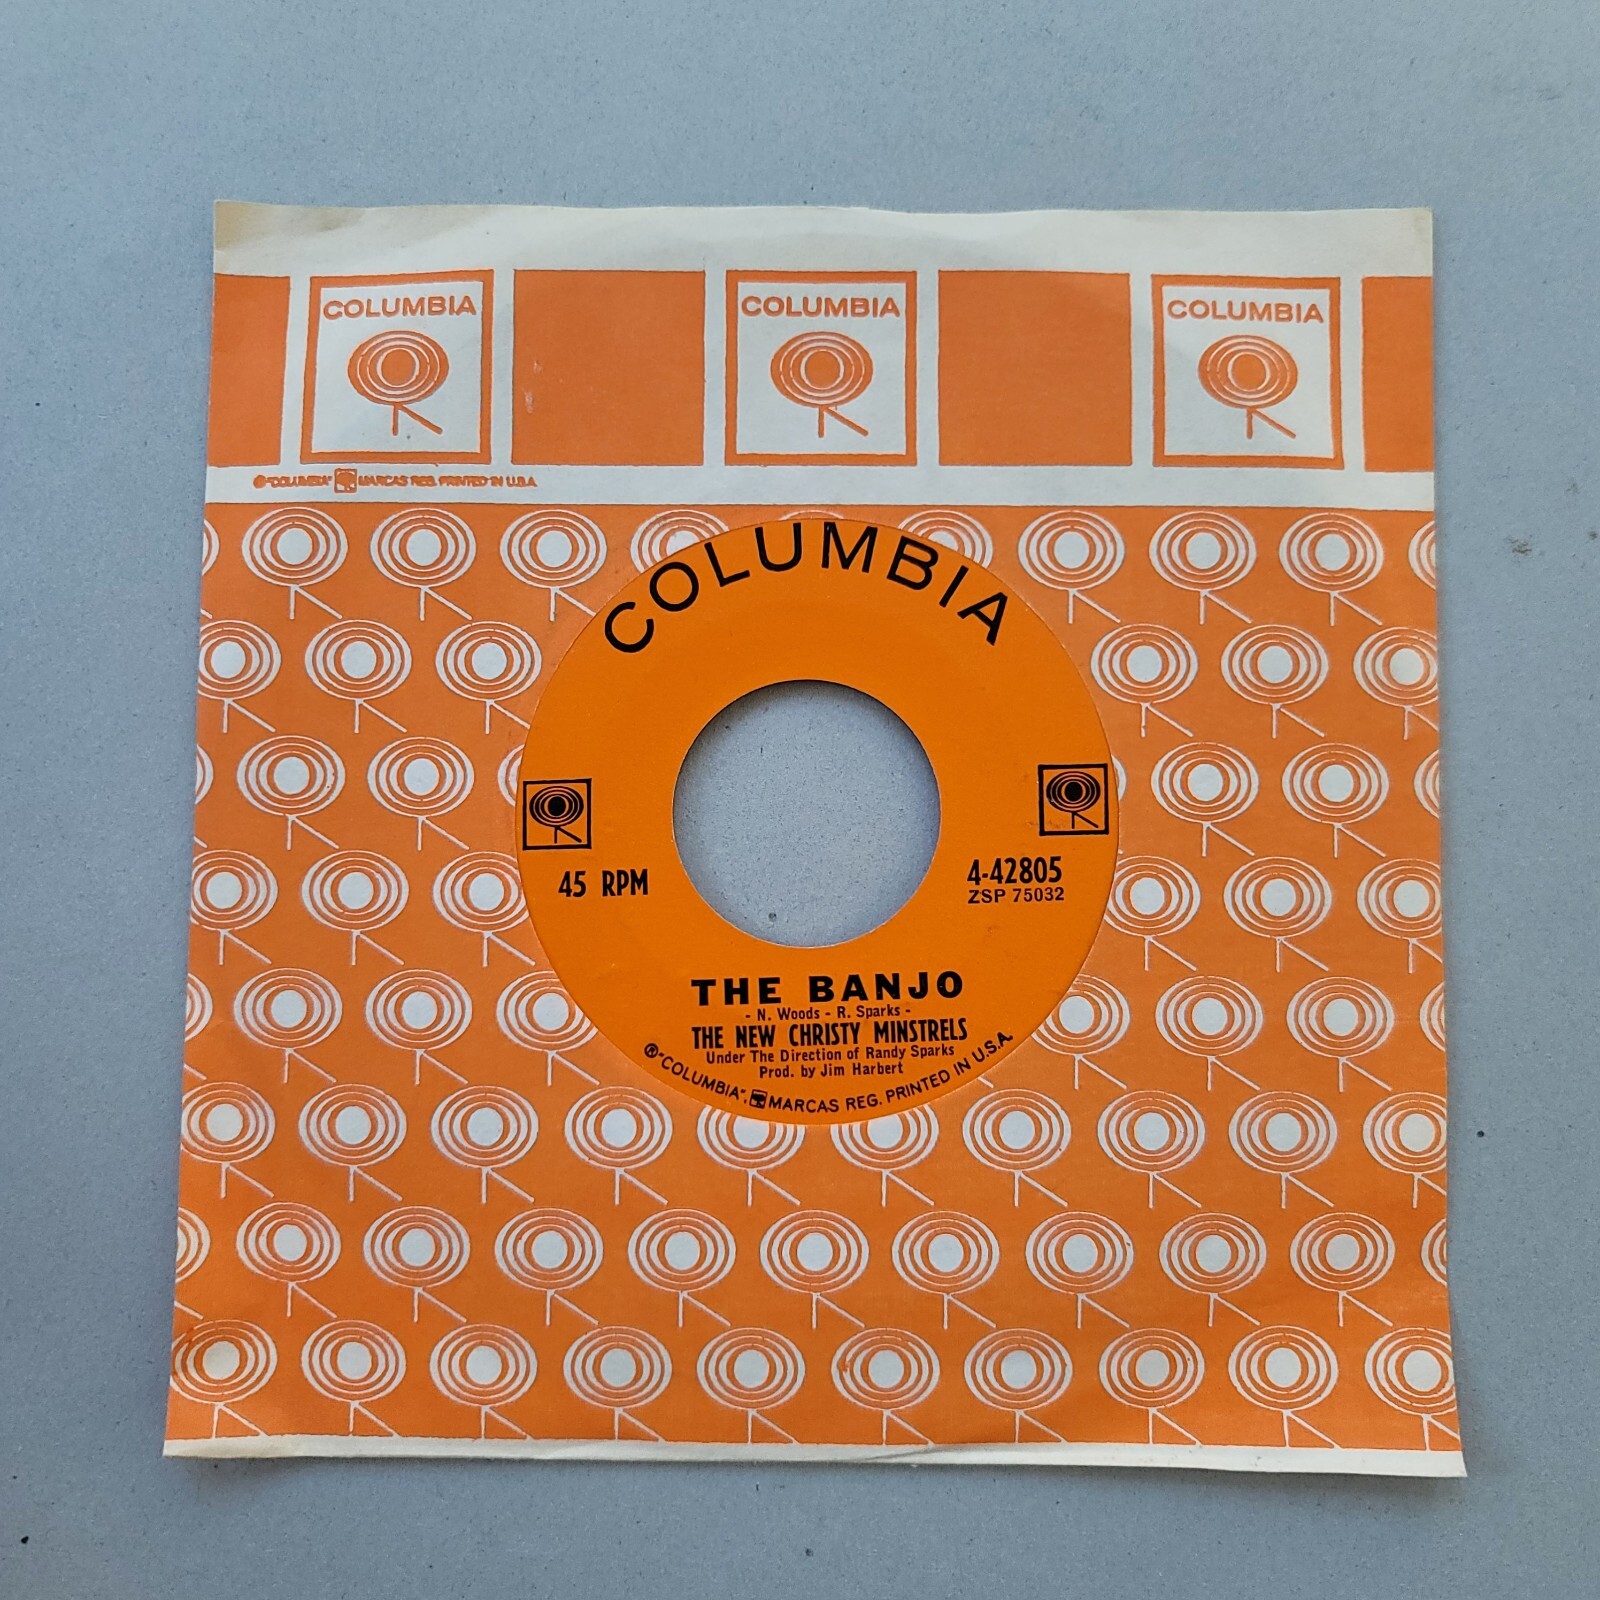 COLUMBIA COLUMBIA COLUMBIA
® "COLUMBIA" MARCAS REG. PRINTED IN U.S.A.
COLUMBIA
45 RPM
4-42805
ZSP 75032
THE BANJO
- N. Woods - R. Sparks -
THE NEW CHRISTY MINSTRELS
Under The Direction of Randy Sparks
Prod. by Jim Harbert
® "COLUMBIA", MARCAS REG. PRINTED IN U.S.A.